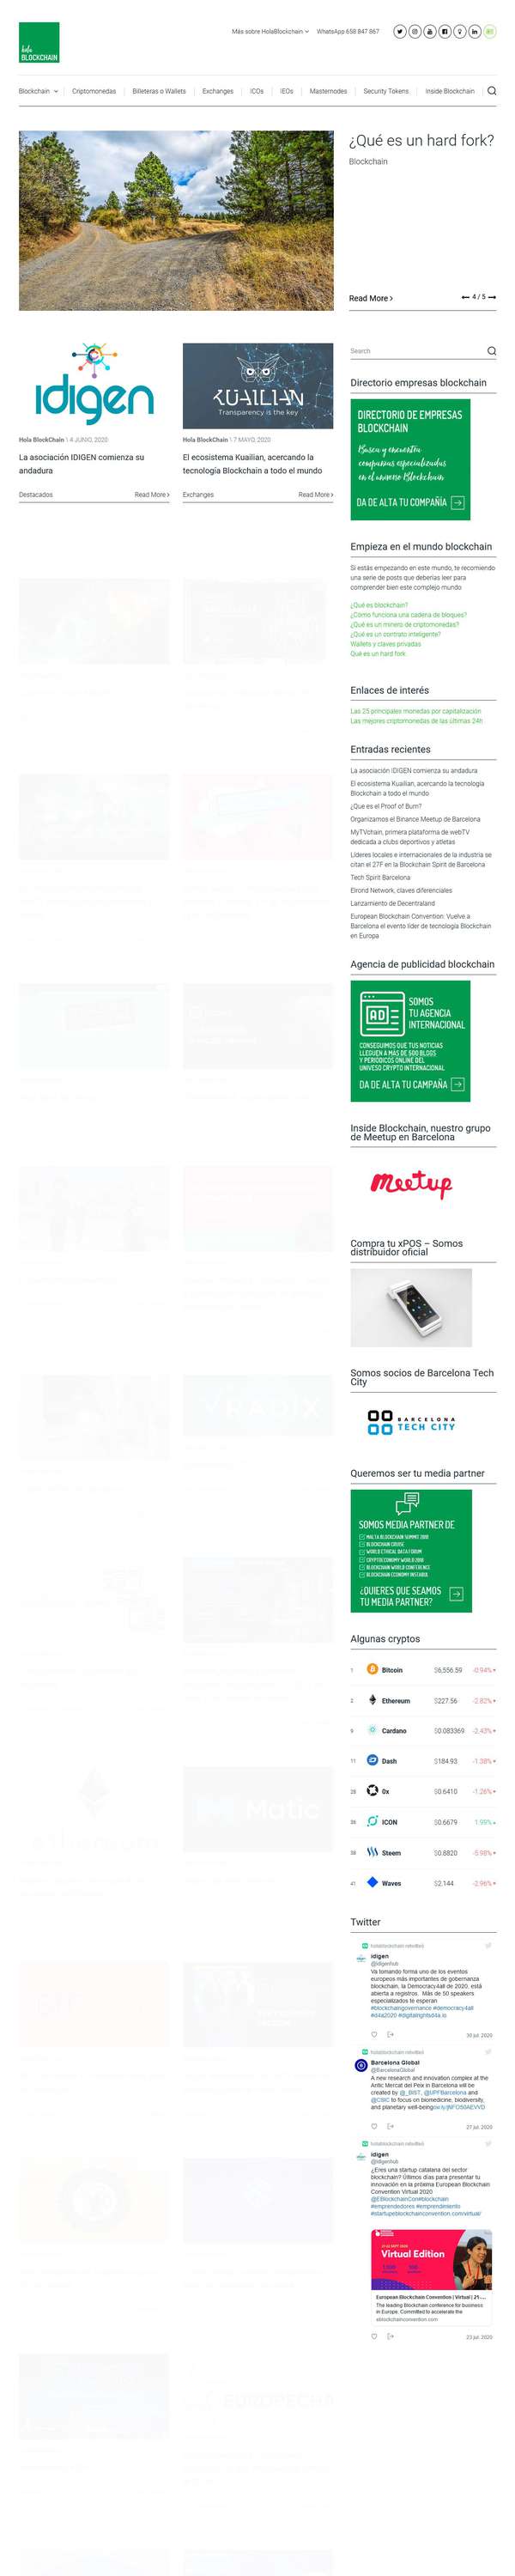 hola
BLOCKCHAIN
Más sobre HolaBlockchain
WhatsApp 658 847 867
Blockchain
Criptomonedas
Billeteras o Wallets
Exchanges
ICOs
IEOs
Masternodes
Security Tokens
Inside Blockchain
¿Qué es un hard fork?
Blockchain
Read More
4 / 5
idigen
Hola BlockChain \ 4 JUNIO, 2020
La asociación IDIGEN comienza su
andadura
Destacados
Read More
KUAILIAN
Transparency is the key
Hola BlockChain \ 7 MAYO, 2020
El ecosistema Kuailian, acercando la
tecnología Blockchain a todo el mundo
Exchanges
Read More
RADIX
Matic
Search
Directorio empresas blockchain
DIRECTORIO DE EMPRESAS
BLOCKCHAIN
Busca y encuentra
compañías especializadas
en el universo Blockchain
DA DE ALTA TU COMPAÑÍA
Empieza en el mundo blockchain
Si estás empezando en este mundo, te recomiendo
una serie de posts que deberías leer para
comprender bien este complejo mundo:
¿Qué es blockchain?
¿Cómo funciona una cadena de bloques?
¿Qué es un minero de criptomonedas?
¿Qué es un contrato inteligente?
Wallets y claves privadas
Qué es un hard fork
Enlaces de interés
Las 25 principales monedas por capitalización
Las mejores criptomonedas de las últimas 24h
Entradas recientes
La asociación IDIGEN comienza su andadura
El ecosistema Kuailian, acercando la tecnología
Blockchain a todo el mundo
¿Que es el Proof of Burn?
Organizamos el Binance Meetup de Barcelona
MyTVchain, primera plataforma de webTV
dedicada a clubs deportivos y atletas
Líderes locales e internacionales de la industria se
citan el 27F en la Blockchain Spirit de Barcelona
Tech Spirit Barcelona
Elrond Network, claves diferenciales
Lanzamiento de Decentraland
European Blockchain Convention: Vuelve a
Barcelona el evento líder de tecnología Blockchain
en Europa
Agencia de publicidad blockchain
AD
SOMOS
TU AGENCIA
INTERNACIONAL
CONSEGUIMOS QUE TUS NOTICIAS
LLEGUEN A MÁS DE 500 BLOGS
Y PERIÓDICOS ONLINE DEL
UNIVESO CRYPTO INTERNACIONAL
DA DE ALTA TU CAMPAÑA
Inside Blockchain, nuestro grupo
de Meetup en Barcelona
Meetup
Compra tu xPOS – Somos
distribuidor oficial
Somos socios de Barcelona Tech
City
BARCELONA
TECH CITY
Queremos ser tu media partner
SOMOS MEDIA PARTNER DE
MALTA BLOCKCHAIN SUMMIT 2018
BLOCKCHAIN CRUISE
WORLD ETHICAL DATA FORUM
CRYPTOECONOMY WORLD 2018
BLOCKCHAIN WORLD CONFERENCE
BLOCKCHAIN ECONOMY INSTABUL
¿QUIERES QUE SEAMOS
TU MEDIA PARTNER?
Algunas cryptos
1 Bitcoin $6,556.59 -0.94%
2 Ethereum $227.56 -2.82%
9 Cardano $0.083369 -2.43%
11 Dash $184.93 -1.38%
28 0x $0.6410 -1.26%
36 ICON $0.6679 1.99%
38 Steem $0.8820 -5.98%
41 Waves $2.144 -2.96%
Twitter
holablockchain retwitteó
idigen
@idigenhub
Va tomando forma uno de los eventos
europeos más importantes de gobernanza
blockchain, la Democracy4all de 2020, está
abierta a registros. Más de 50 speakers
especializados te esperan
#blockchaingovernance #democracy4all
#d4a2020 #digitalrightsd4a.io
30 jul. 2020
holablockchain retwitteó
Barcelona Global
@BarcelonaGlobal
A new research and innovation complex at the
Antic Mercat del Peix in Barcelona will be
created by @_BIST, @UPFBarcelona and
@CSIC to focus on biomedicine, biodiversity,
27 jul. 2020
holablockchain retwitteó
idigen
@idigenhub
¿Eres una startup catalana del sector
blockchain? Últimos días para presentar tu
innovación en la próxima European Blockchain
Convention Virtual 2020
@EBlockchainCon#blockchain
#emprendedores #emprendimiento
#startupeblockchainconvention.com/virtual/
Virtual Edition
European Blockchain Convention | Virtual | 21 ...
The leading Blockchain conference for business
in Europe. Committed to accelerate the
eblockchainconvention.com
23 jul. 2020